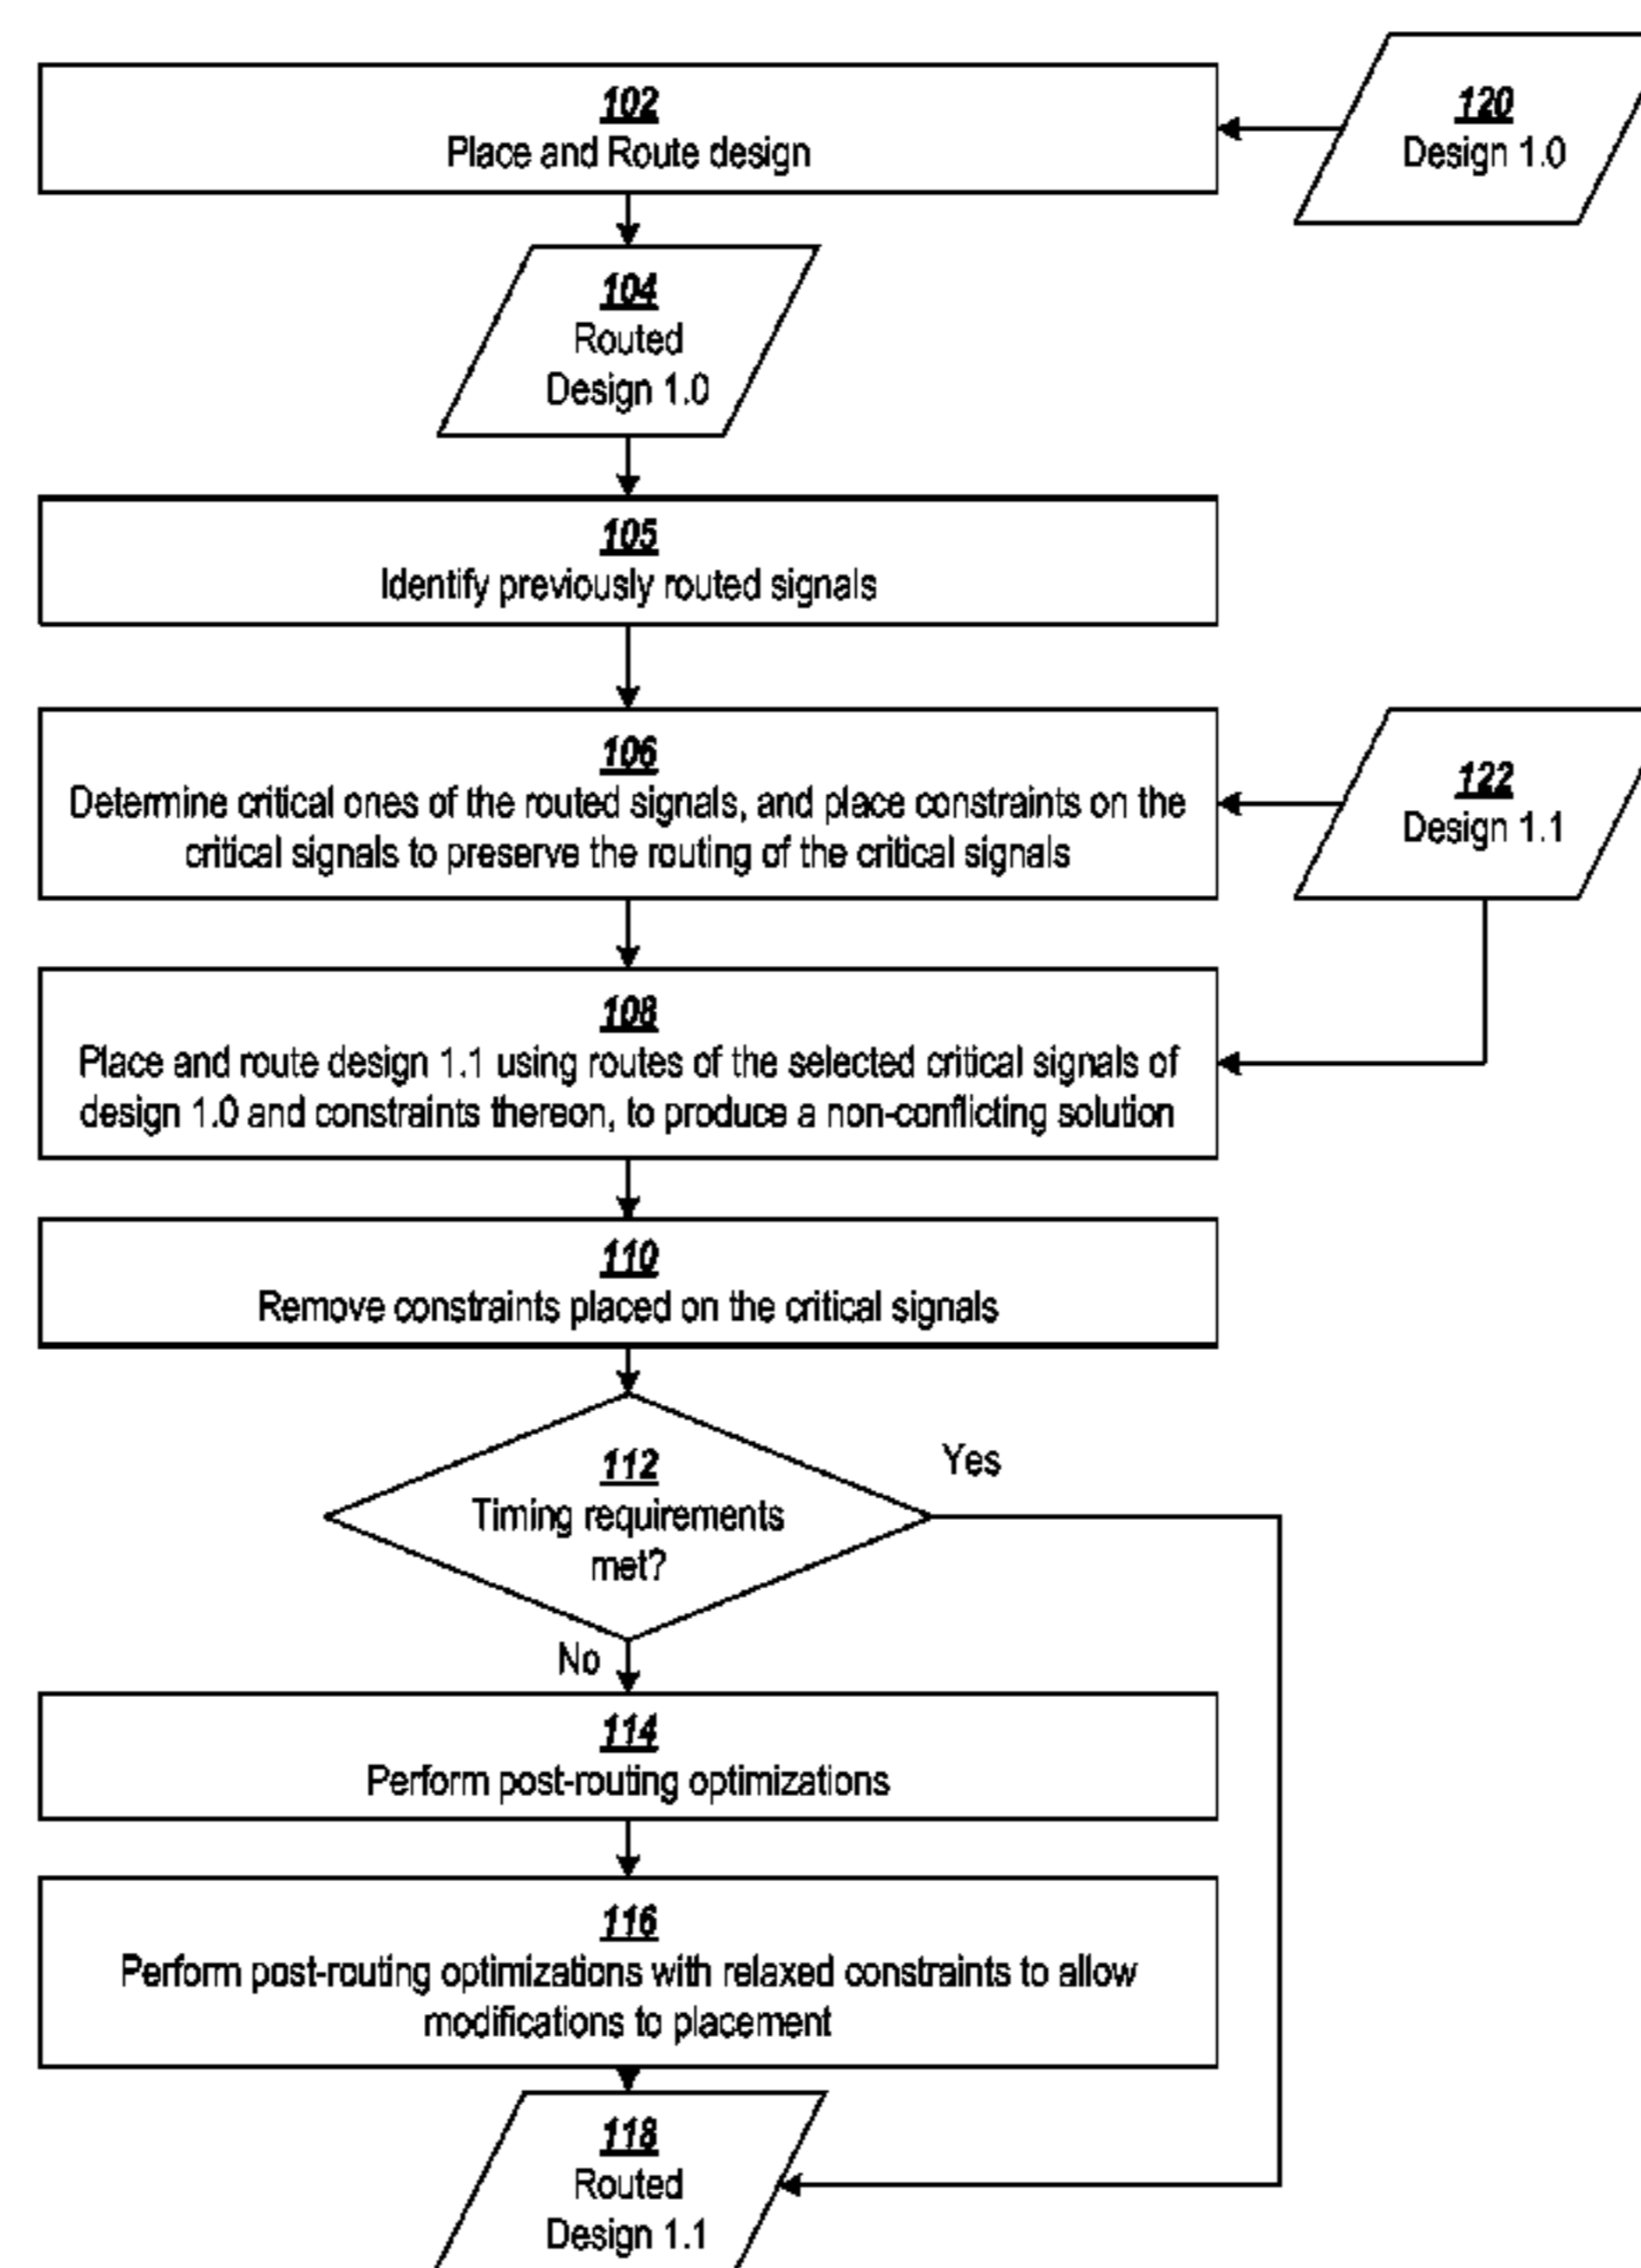 102
Place and Route design
120
Design 1.0
104
Routed
Design 1.0
105
Identify previously routed signals
106
Determine critical ones of the routed signals, and place constraints on the
critical signals to preserve the routing of the critical signals
122
Design 1.1
108
Place and route design 1.1 using routes of the selected critical signals of
design 1.0 and constraints thereon, to produce a non-conflicting solution
110
Remove constraints placed on the critical signals
112
Timing requirements
met?
Yes
No
114
Perform post-routing optimizations
116
Perform post-routing optimizations with relaxed constraints to allow
modifications to placement
118
Routed
Design 1.1